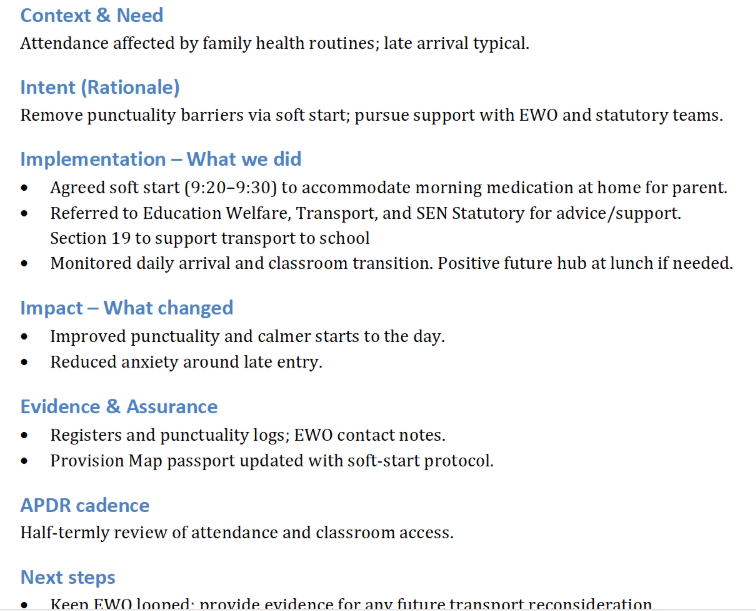 Context & Need
Attendance affected by family health routines; late arrival typical.
Intent (Rationale)
Remove punctuality barriers via soft start; pursue support with EWO and statutory teams.
Implementation – What we did
• Agreed soft start (9:20–9:30) to accommodate morning medication at home for parent.
• Referred to Education Welfare, Transport, and SEN Statutory for advice/support.
Section 19 to support transport to school
• Monitored daily arrival and classroom transition. Positive future hub at lunch if needed.
Impact – What changed
• Improved punctuality and calmer starts to the day.
• Reduced anxiety around late entry.
Evidence & Assurance
• Registers and punctuality logs; EWO contact notes.
• Provision Map passport updated with soft-start protocol.
APDR cadence
Half-termly review of attendance and classroom access.
Next steps
• Keep EWO looped; provide evidence for any future transport reconsideration